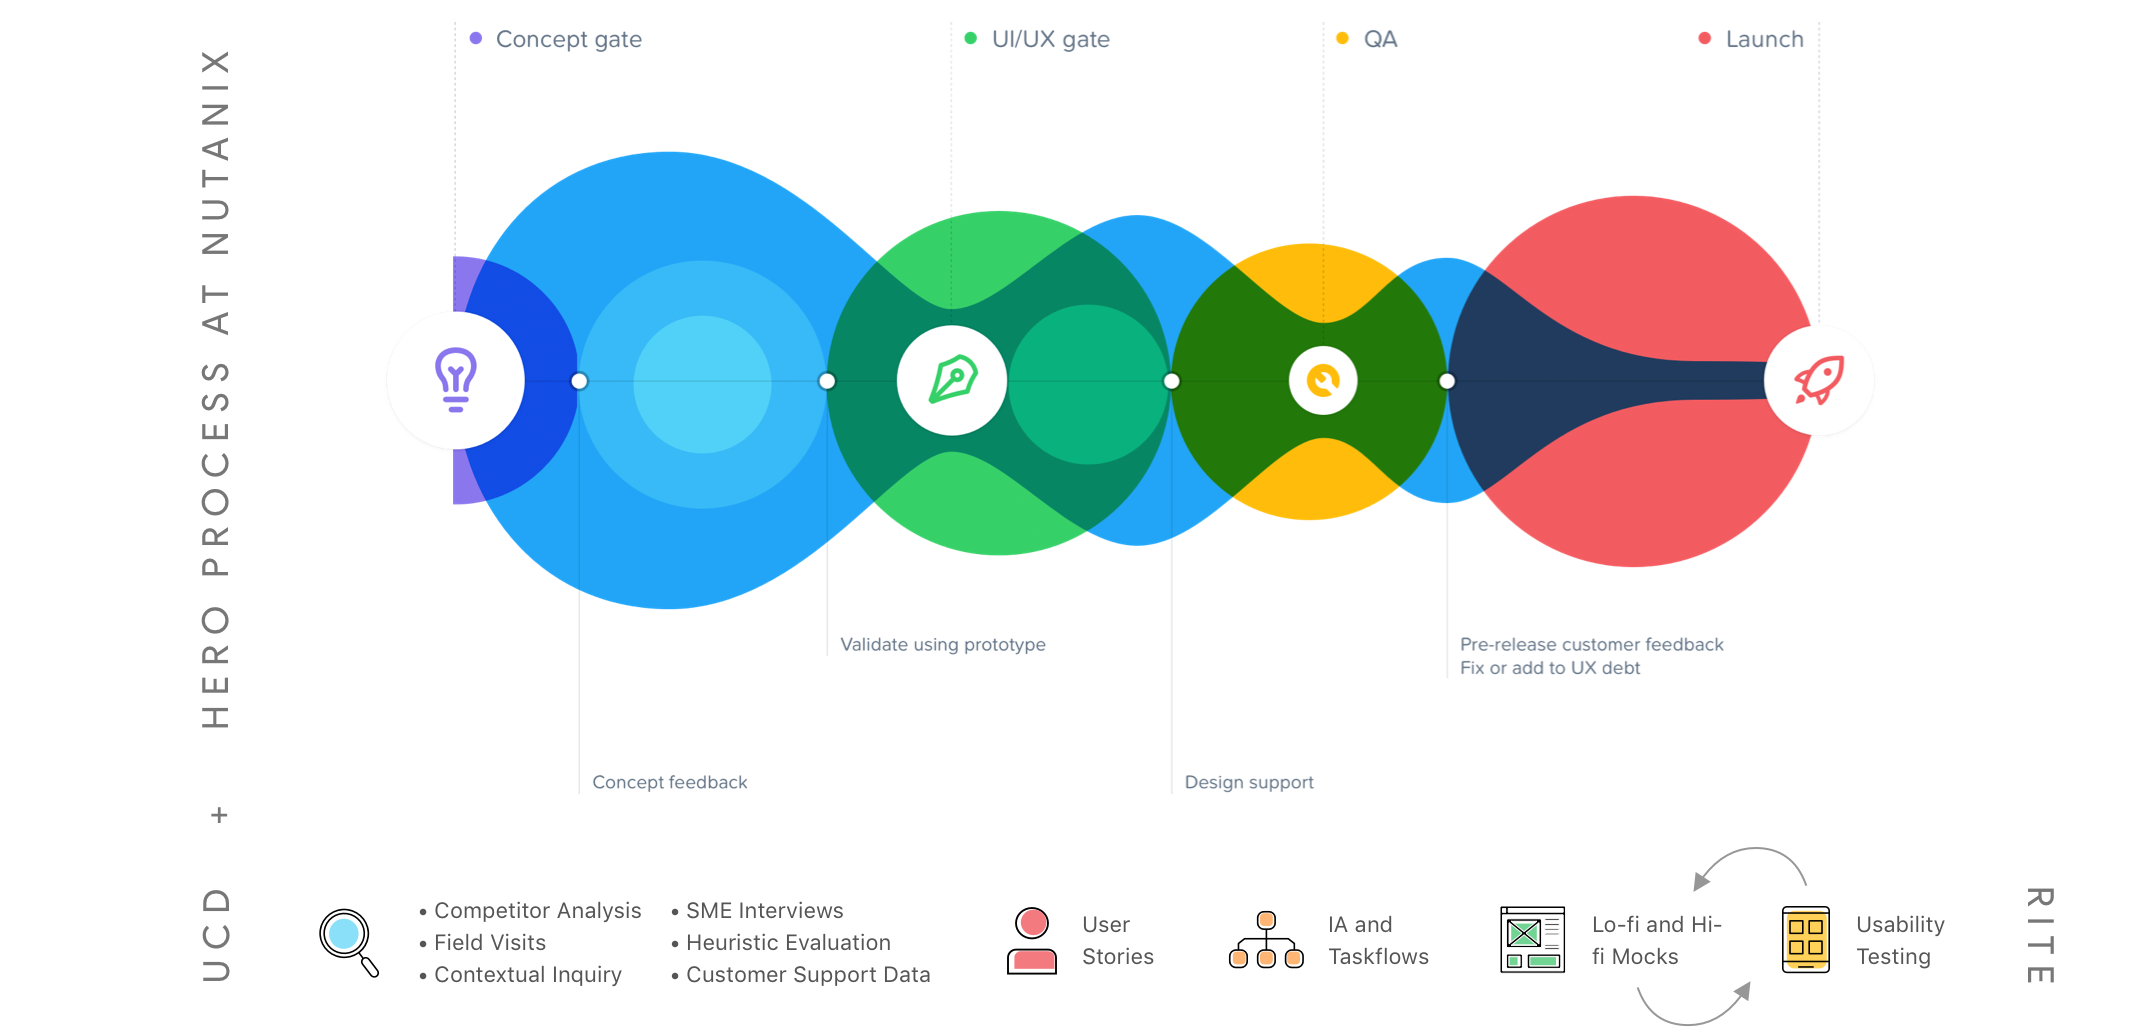 Concept gate
UI/UX gate
QA
Launch
HERO PROCESS AT NUTANIX
+
UCD
Validate using prototype
Pre-release customer feedback
Fix or add to UX debt
Concept feedback
Design support
• Competitor Analysis
• Field Visits
• Contextual Inquiry
• SME Interviews
• Heuristic Evaluation
• Customer Support Data
User
Stories
IA and
Taskflows
Lo-fi and Hi-
fi Mocks
Usability
Testing
RITE